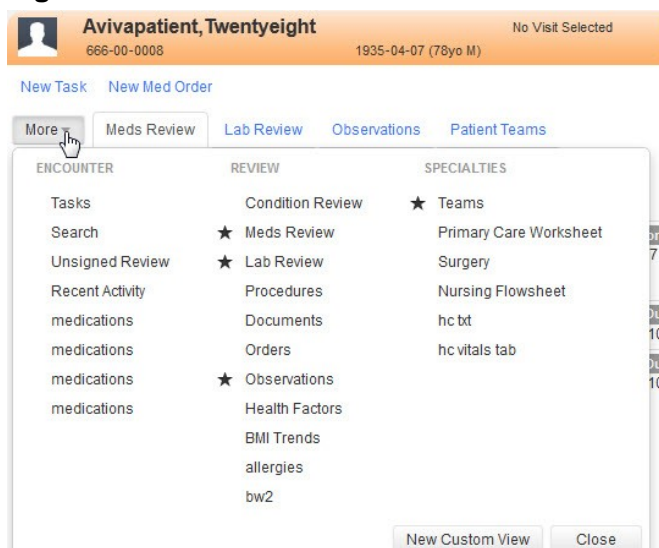 Avivapatient, Twentyeight
No Visit Selected
666-00-0008
1935-04-07 (78yo M)
New Task
New Med Order
More
Meds Review
Lab Review
Observations
Patient Teams
ENCOUNTER
Tasks
Search
Unsigned Review
Recent Activity
medications
medications
medications
medications
REVIEW
Condition Review
★ Meds Review
★ Lab Review
Procedures
Documents
Orders
★ Observations
Health Factors
BMI Trends
allergies
bw2
SPECIALTIES
★ Teams
Primary Care Worksheet
Surgery
Nursing Flowsheet
hc txt
hc vitals tab
New Custom View
Close